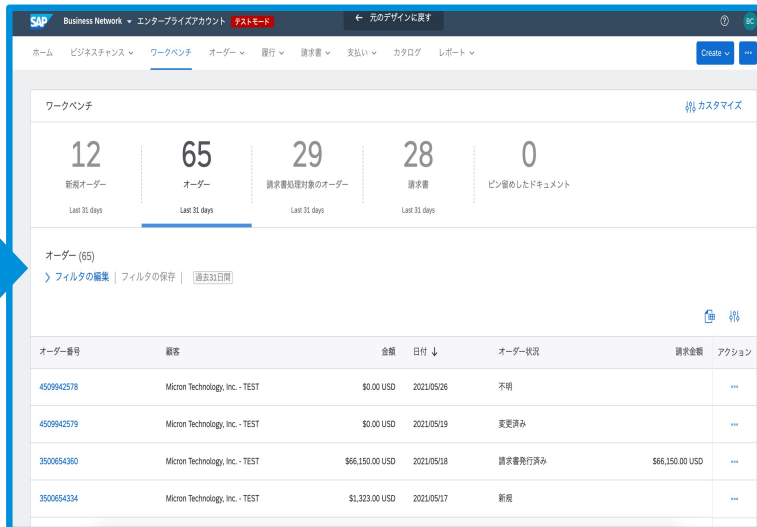 SAP Business Network エンタープライズアカウント テストモード ← 元のデザインに戻す ? BC
ホーム ビジネスチャンス ワークベンチ オーダー 履行 請求書 支払い カタログ レポート Create
ワークベンチ カスタマイズ
12 65 29 28 0
新規オーダー オーダー 請求書処理対象のオーダー 請求書 ピン留めしたドキュメント
Last 31 days Last 31 days Last 31 days Last 31 days
オーダー (65)
フィルタの編集 | フィルタの保存 | 過去31日間
オーダー番号 顧客 金額 日付 ↓ オーダー状況 請求金額 アクション
4509942578 Micron Technology, Inc. - TEST $0.00 USD 2021/05/26 不明
4509942579 Micron Technology, Inc. - TEST $0.00 USD 2021/05/19 変更済み
3500654360 Micron Technology, Inc. - TEST $66,150.00 USD 2021/05/18 請求書発行済み $66,150.00 USD
3500654334 Micron Technology, Inc. - TEST $1,323.00 USD 2021/05/17 新規